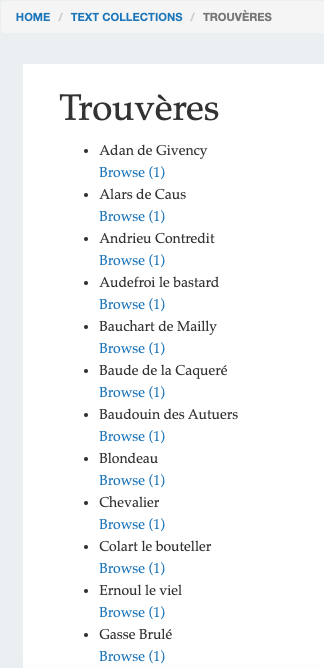 HOME / TEXT COLLECTIONS / TROUVÈRES
Trouvères
• Adan de Givency
Browse (1)
• Alars de Caus
Browse (1)
• Andrieu Contredit
Browse (1)
• Audefroi le bastard
Browse (1)
• Bauchart de Mailly
Browse (1)
• Baude de la Caqueré
Browse (1)
• Baudouin des Autuers
Browse (1)
• Blondeau
Browse (1)
• Chevalier
Browse (1)
• Colart le bouteller
Browse (1)
• Ernoul le viel
Browse (1)
• Gasse Brulé
Browse (1)